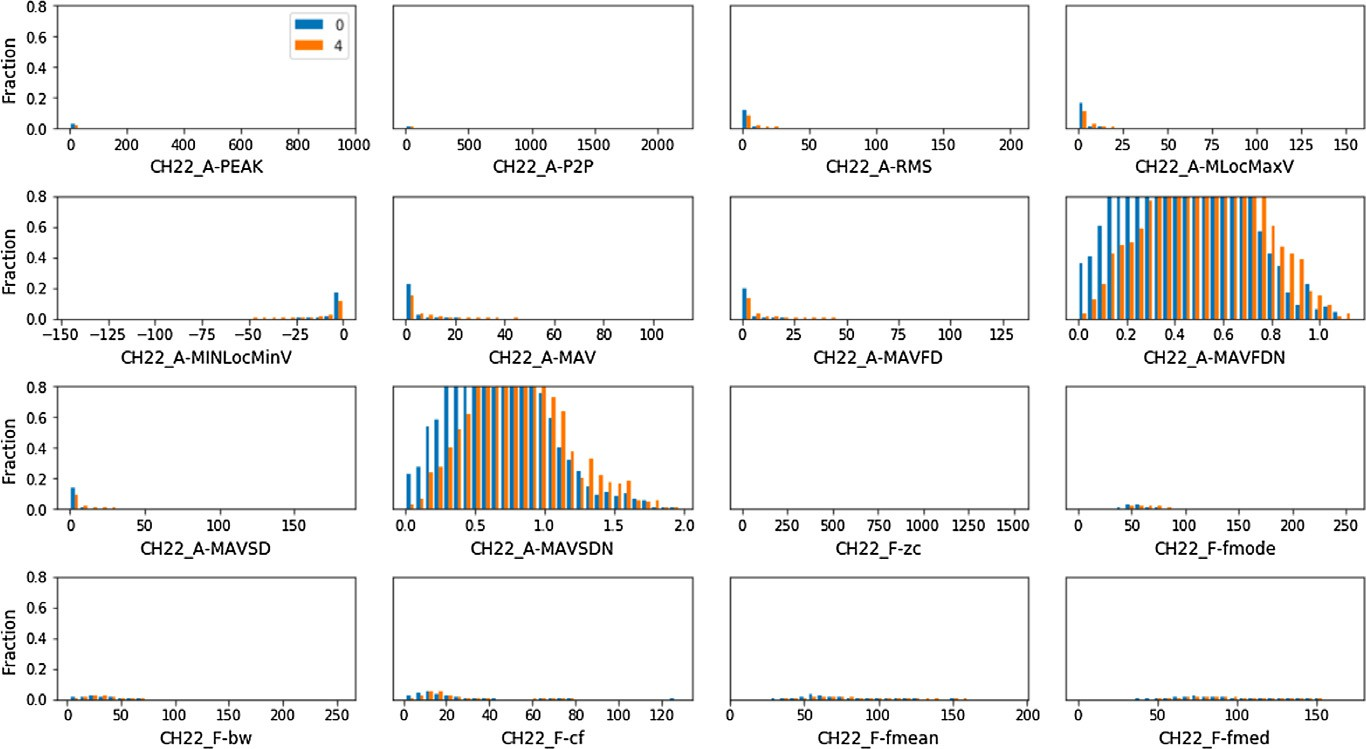 0.8
0.6
0.4
0.2
0.0
Fraction
0
4
0 200 400 600 800 1000
CH22_A-PEAK
0 500 1000 1500 2000
CH22_A-P2P
0 50 100 150 200
CH22_A-RMS
0 25 50 75 100 125 150
CH22_A-MLocMaxV
0.8
0.6
0.4
0.2
0.0
Fraction
−150 −125 −100 −75 −50 −25 0
CH22_A-MINLocMinV
0 20 40 60 80 100
CH22_A-MAV
0 25 50 75 100 125
CH22_A-MAVFD
0.0 0.2 0.4 0.6 0.8 1.0
CH22_A-MAVFDN
0.8
0.6
0.4
0.2
0.0
Fraction
0 50 100 150
CH22_A-MAVSD
0.0 0.5 1.0 1.5 2.0
CH22_A-MAVSDN
0 250 500 750 1000 1250 1500
CH22_F-zc
0 50 100 150 200 250
CH22_F-fmode
0.8
0.6
0.4
0.2
0.0
Fraction
0 50 100 150 200 250
CH22_F-bw
0 20 40 60 80 100 120
CH22_F-cf
0 50 100 150 200
CH22_F-fmean
0 50 100 150
CH22_F-fmed